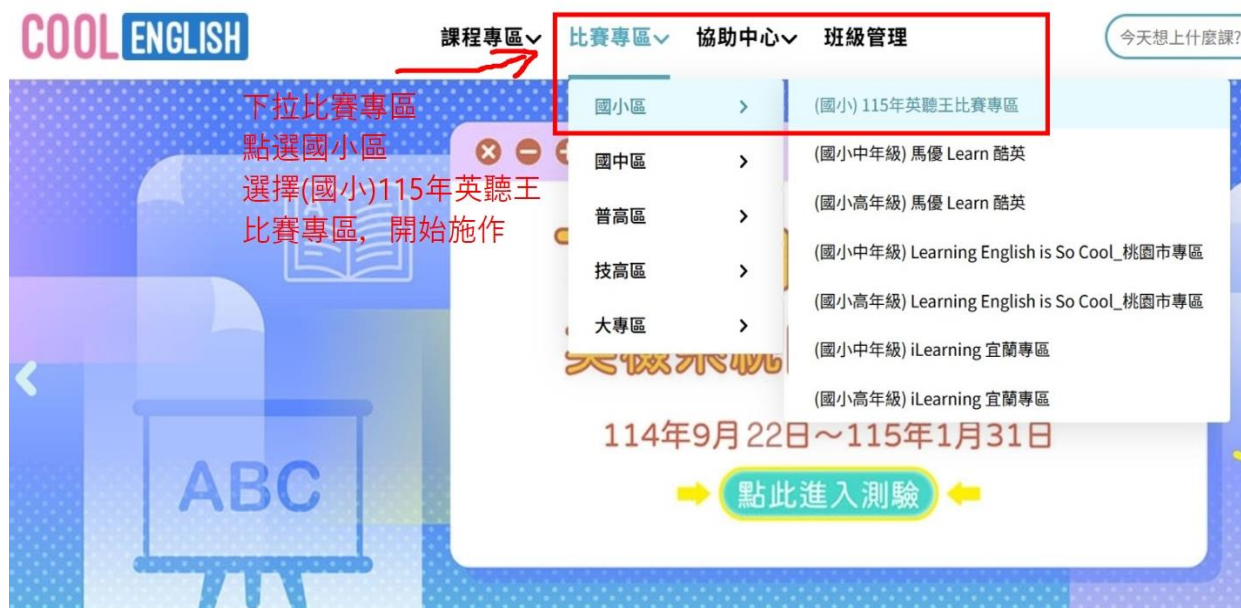 COOL ENGLISH
課程專區
比賽專區
協助中心
班級管理
今天想上什麼課?
下拉比賽專區
點選國小區
選擇(國小)115年英聽王
比賽專區，開始施作
國小區
國中區
普高區
技高區
大專區
(國小) 115年英聽王比賽專區
(國小中年級) 馬優 Learn 酷英
(國小高年級) 馬優 Learn 酷英
(國小中年級) Learning English is So Cool_桃園市專區
(國小高年級) Learning English is So Cool_桃園市專區
(國小中年級) iLearning 宜蘭專區
(國小高年級) iLearning 宜蘭專區
114年9月22日～115年1月31日
點此進入測驗
ABC